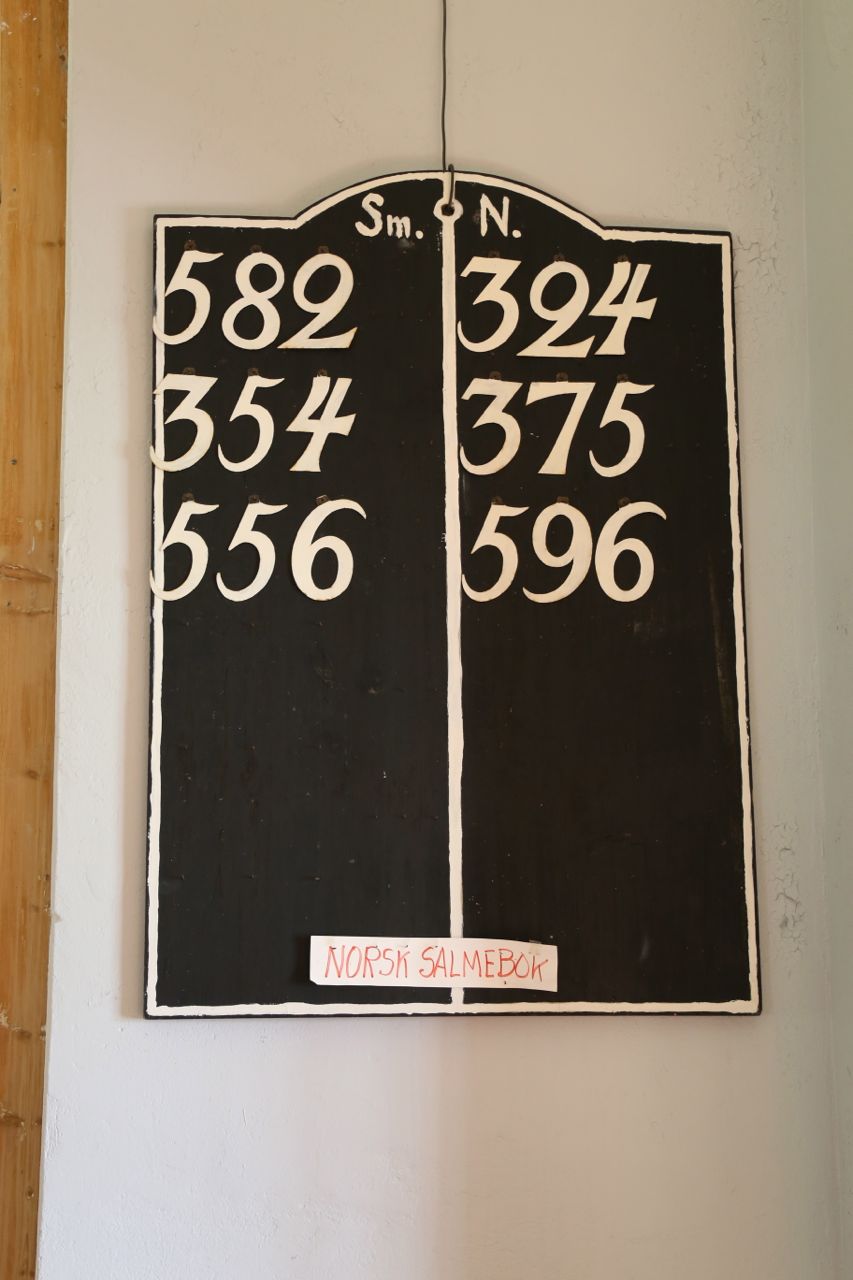 Sm. N.
582 324
354 375
556 596
NORSK SALMEBOK